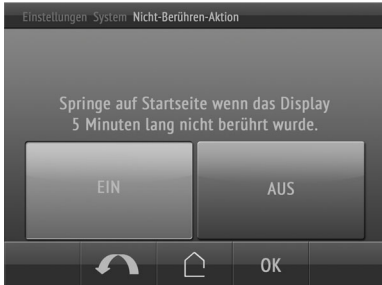 Einstellungen System Nicht-Berühren-Aktion
Springe auf Startseite wenn das Display
5 Minuten lang nicht berührt wurde.
EIN AUS
OK